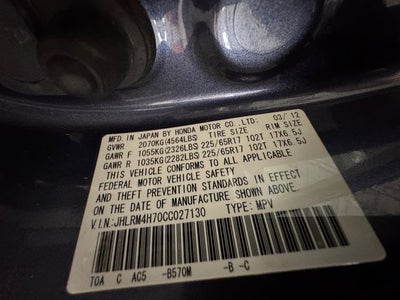 MFD. IN JAPAN BY HONDA MOTOR CO., LTD. 03/12
GVWR 2070KG(4564LBS) TIRE SIZE RIM SIZE
GAWR F 1055KG(2326LBS) 225/65R17 102T 17X6.5J
GAWR R 1035KG(2282LBS) 225/65R17 102T 17X6.5J
THIS VEHICLE CONFORMS TO ALL APPLICABLE
FEDERAL MOTOR VEHICLE SAFETY
AND THEFT PREVENTION STANDARDS IN EFFECT
ON THE DATE OF MANUFACTURE SHOWN ABOVE.
V.I.N.:JHLRM4H70CC027130 TYPE: MPV
TOA C AC5 -B570M -B -C